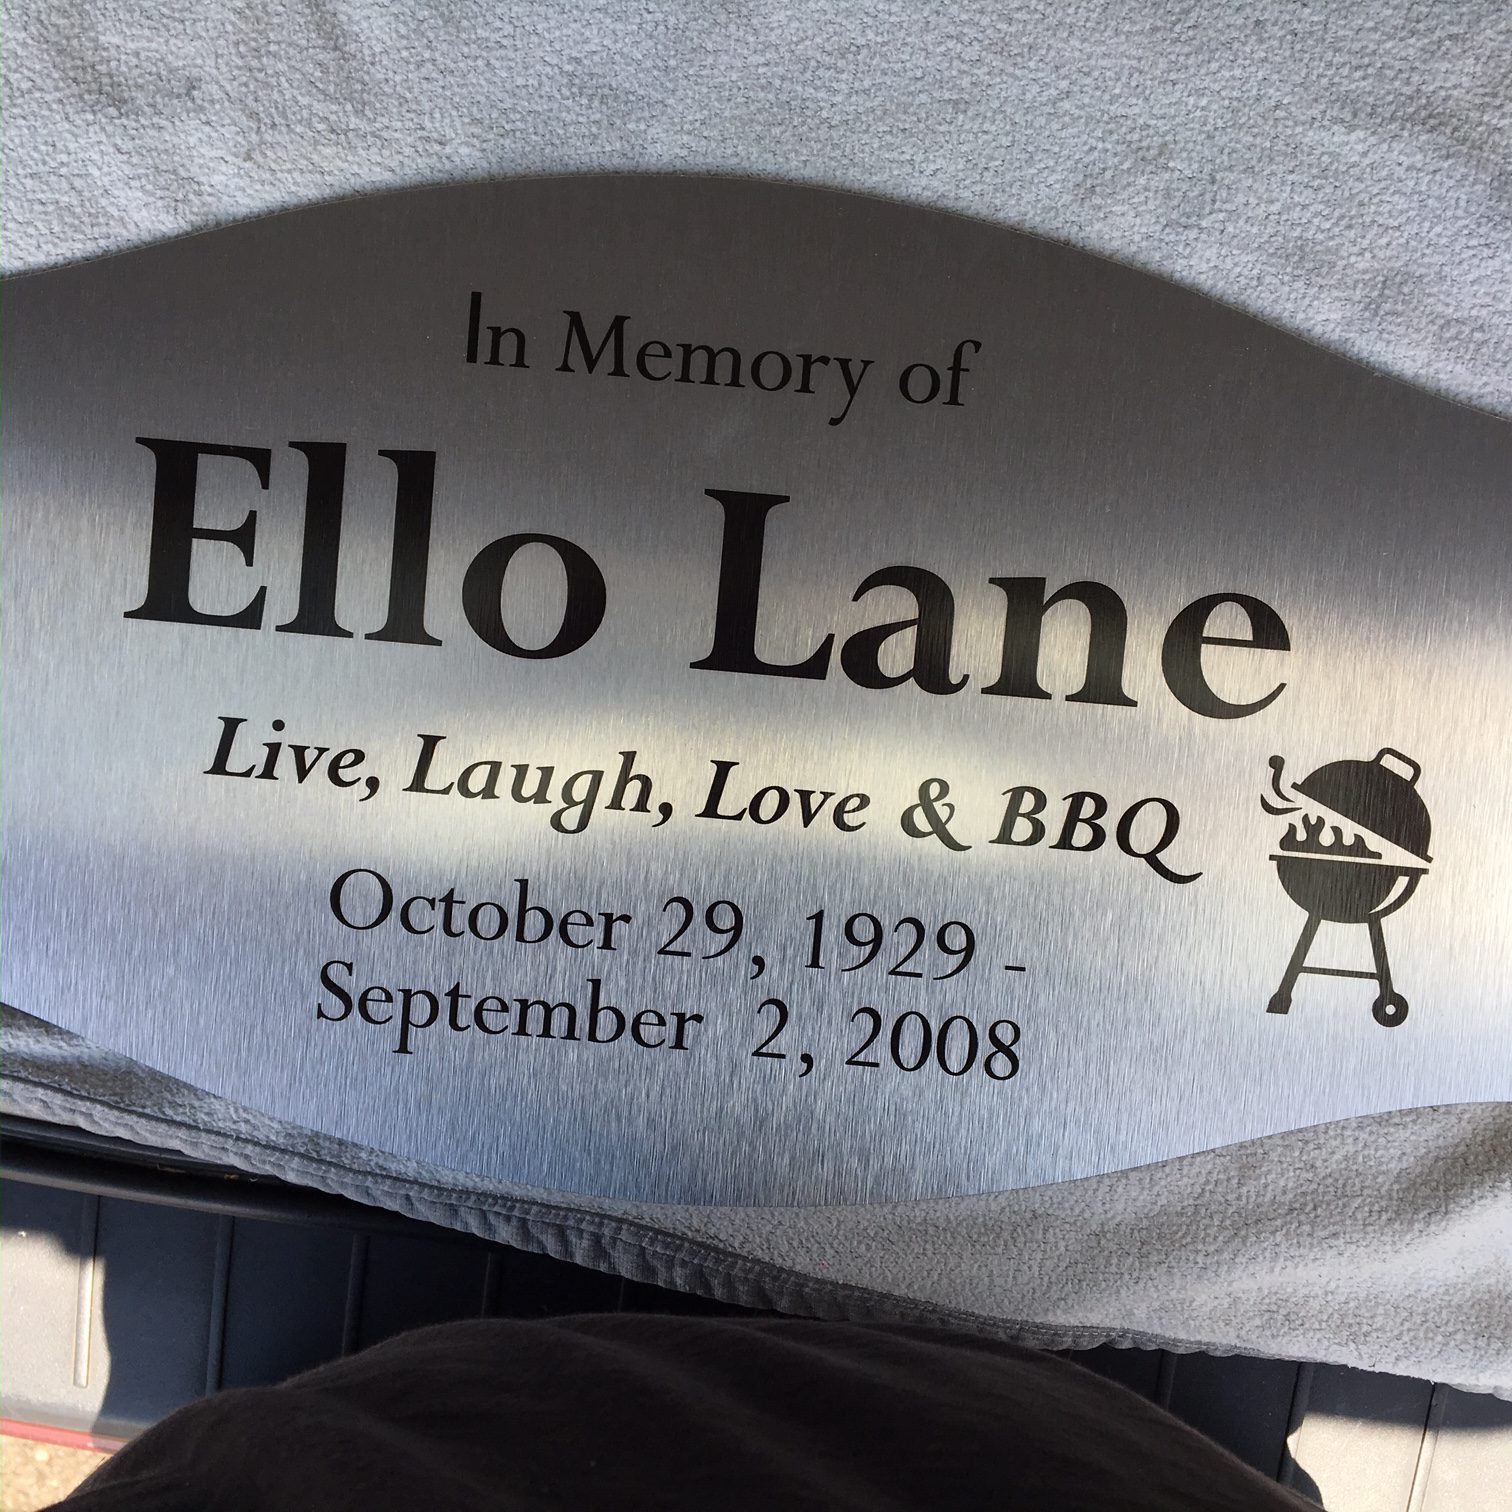 In Memory of
Ello Lane
Live, Laugh, Love & BBQ
October 29, 1929 -
September 2, 2008